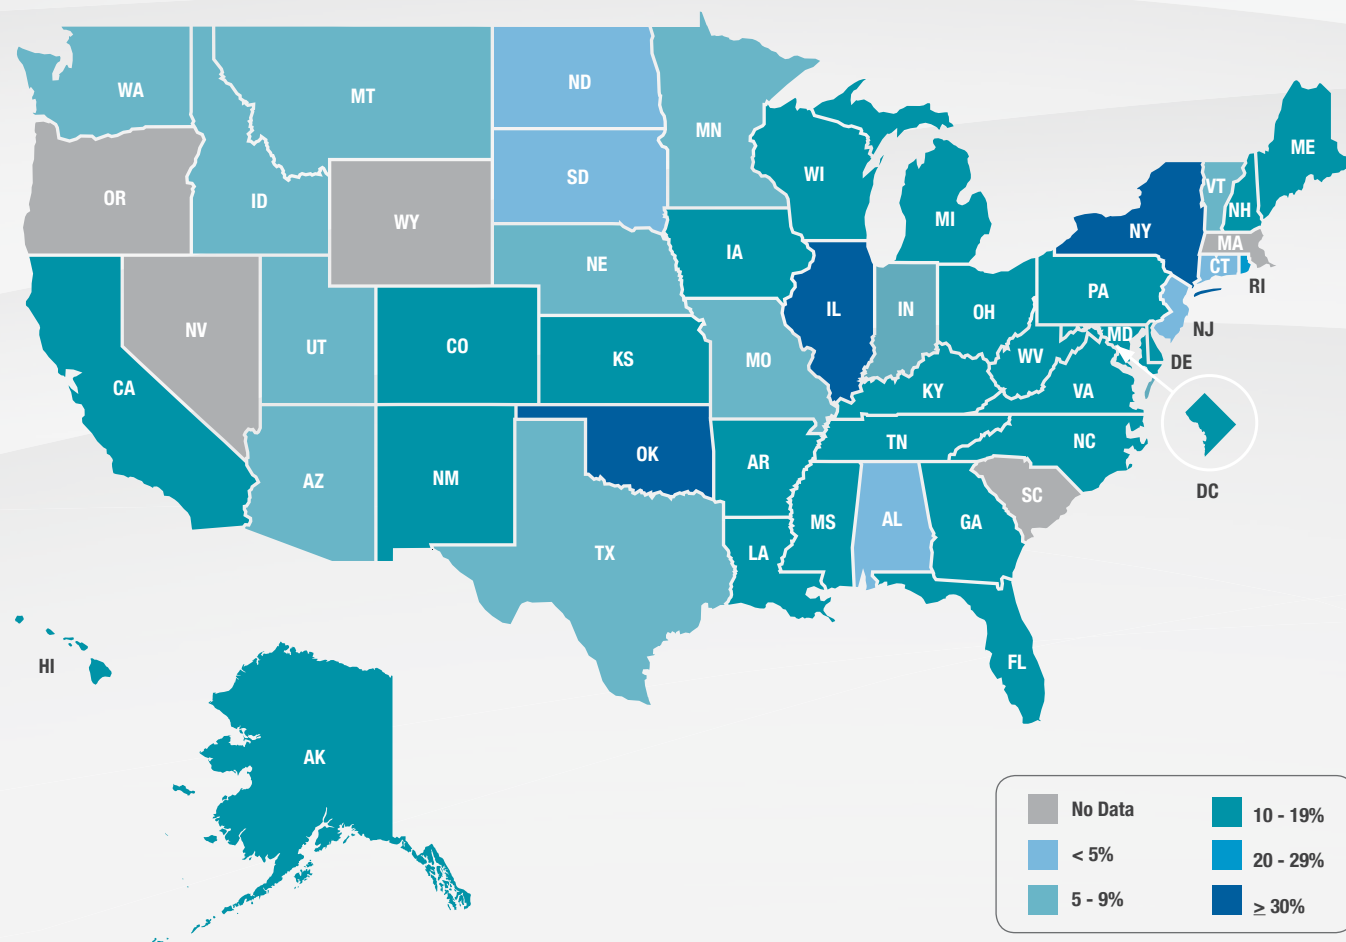 WA
MT
ND
MN
OR
ID
WY
SD
WI
MI
ME
VT
NH
NY
MA
CT
RI
NE
IA
IL
IN
OH
PA
NJ
NV
UT
CO
KS
MO
WV
MD
DE
CA
KY
VA
DC
AZ
NM
OK
AR
TN
NC
SC
TX
LA
MS
AL
GA
FL
HI
AK
No Data
< 5%
5 - 9%
10 - 19%
20 - 29%
≥ 30%